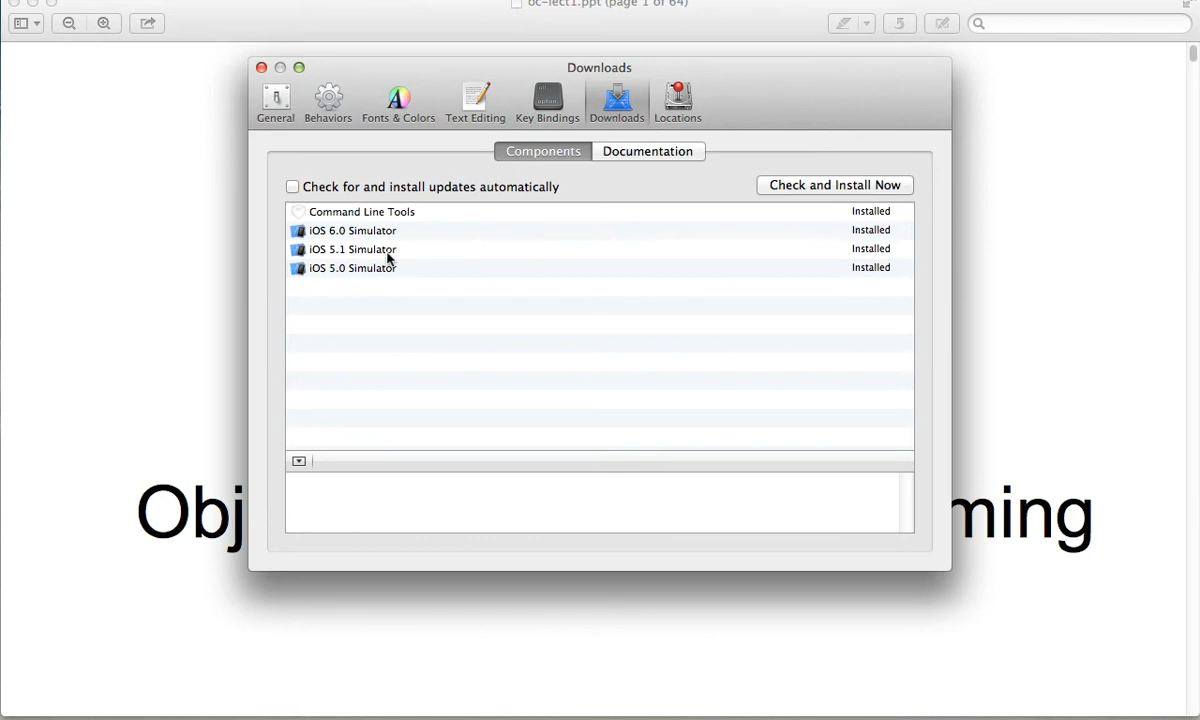 oc-lect1.ppt (page 1 of 64)
Downloads
General Behaviors Fonts & Colors Text Editing Key Bindings Downloads Locations
Components Documentation
Check for and install updates automatically Check and Install Now
Command Line Tools Installed
iOS 6.0 Simulator Installed
iOS 5.1 Simulator Installed
iOS 5.0 Simulator Installed
Obj ming